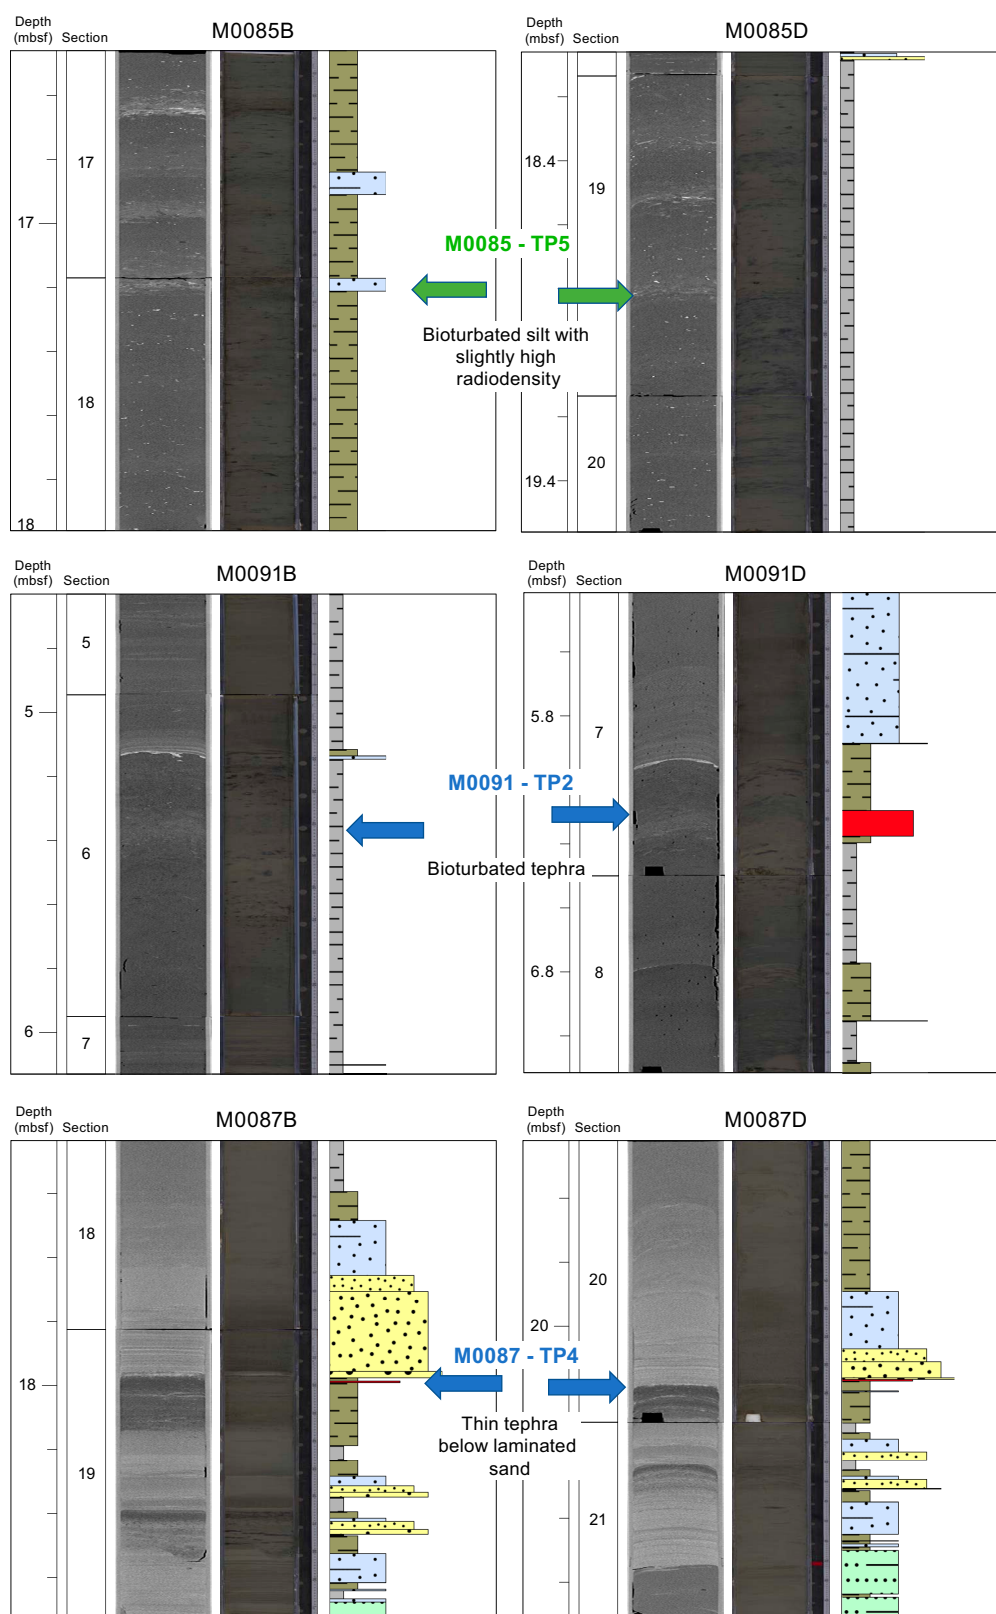 M0085B
Depth
(mbsf) Section
17
17
18
18
M0085D
Depth
(mbsf) Section
18.4
19
19.4
20
M0085 - TP5
Bioturbated silt with
slightly high
radiodensity
M0091B
Depth
(mbsf) Section
5
5
6
6
7
M0091D
Depth
(mbsf) Section
5.8
7
6.8
8
M0091 - TP2
Bioturbated tephra
M0087B
Depth
(mbsf) Section
18
18
19
M0087D
Depth
(mbsf) Section
20
20
21
M0087 - TP4
Thin tephra
below laminated
sand